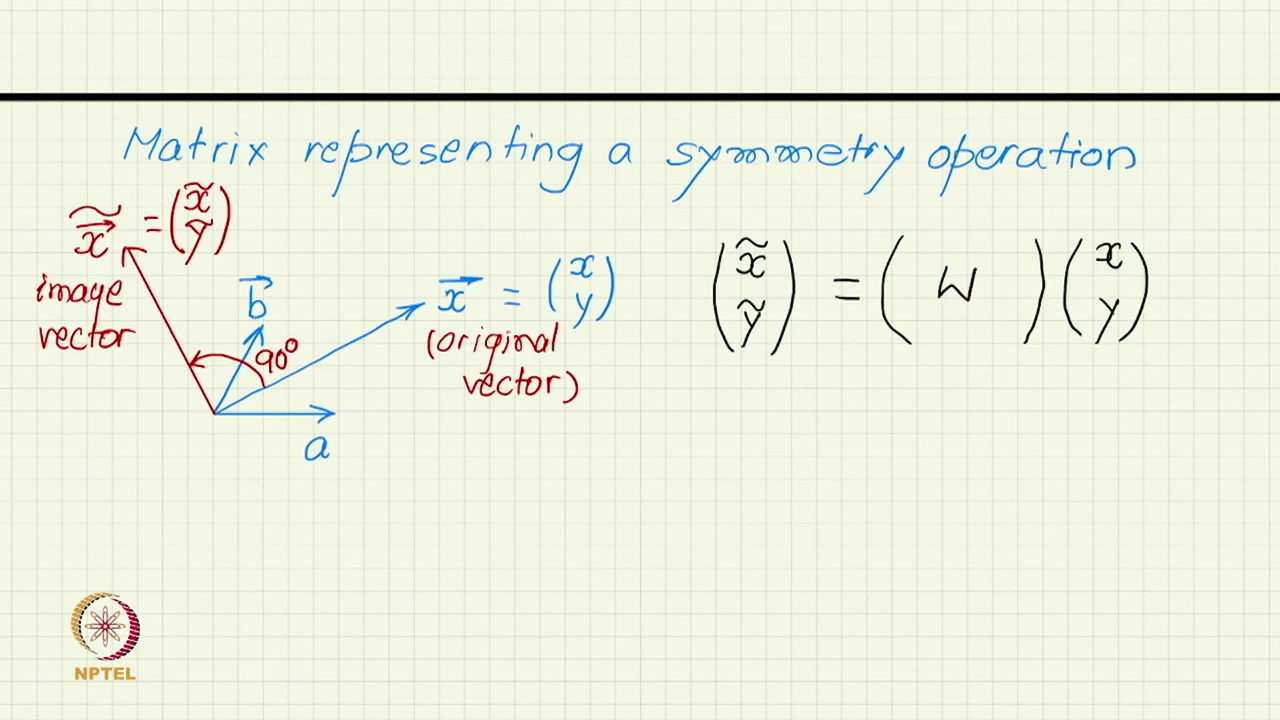 Matrix representing a symmetry operation
x̃⃗ = (x̃ ỹ)
image vector
b⃗
90°
a
x⃗ = (x y)
(original vector)
(x̃ ỹ) = ( W ) (x y)
NPTEL